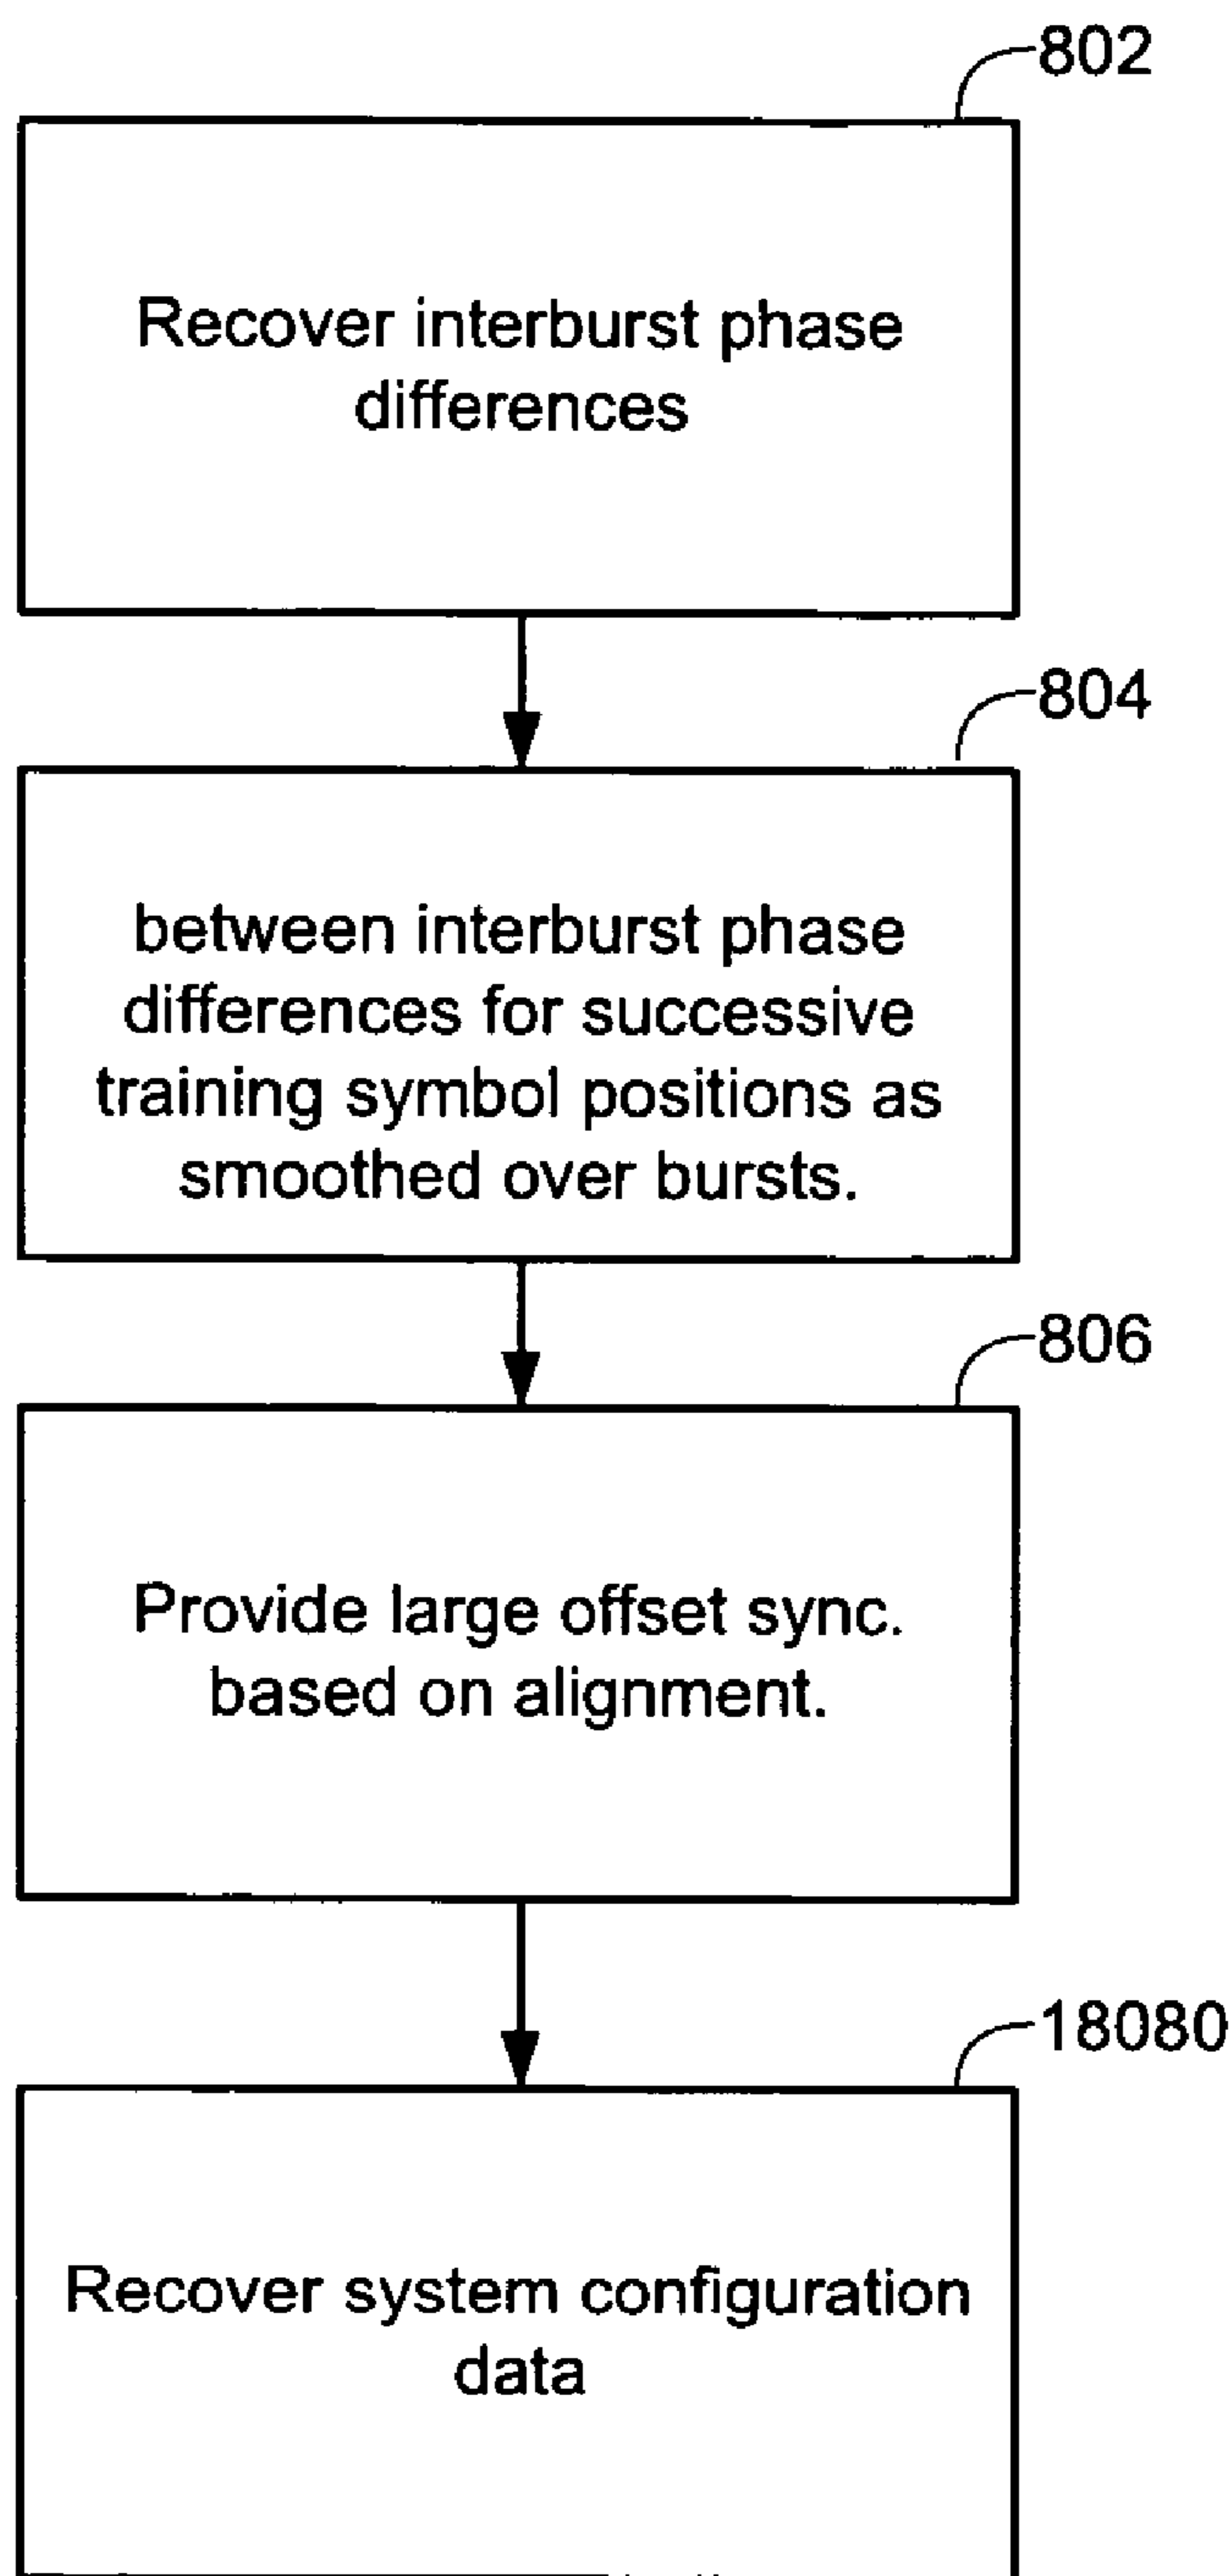 802
Recover interburst phase
differences
804
between interburst phase
differences for successive
training symbol positions as
smoothed over bursts.
806
Provide large offset sync.
based on alignment.
18080
Recover system configuration
data